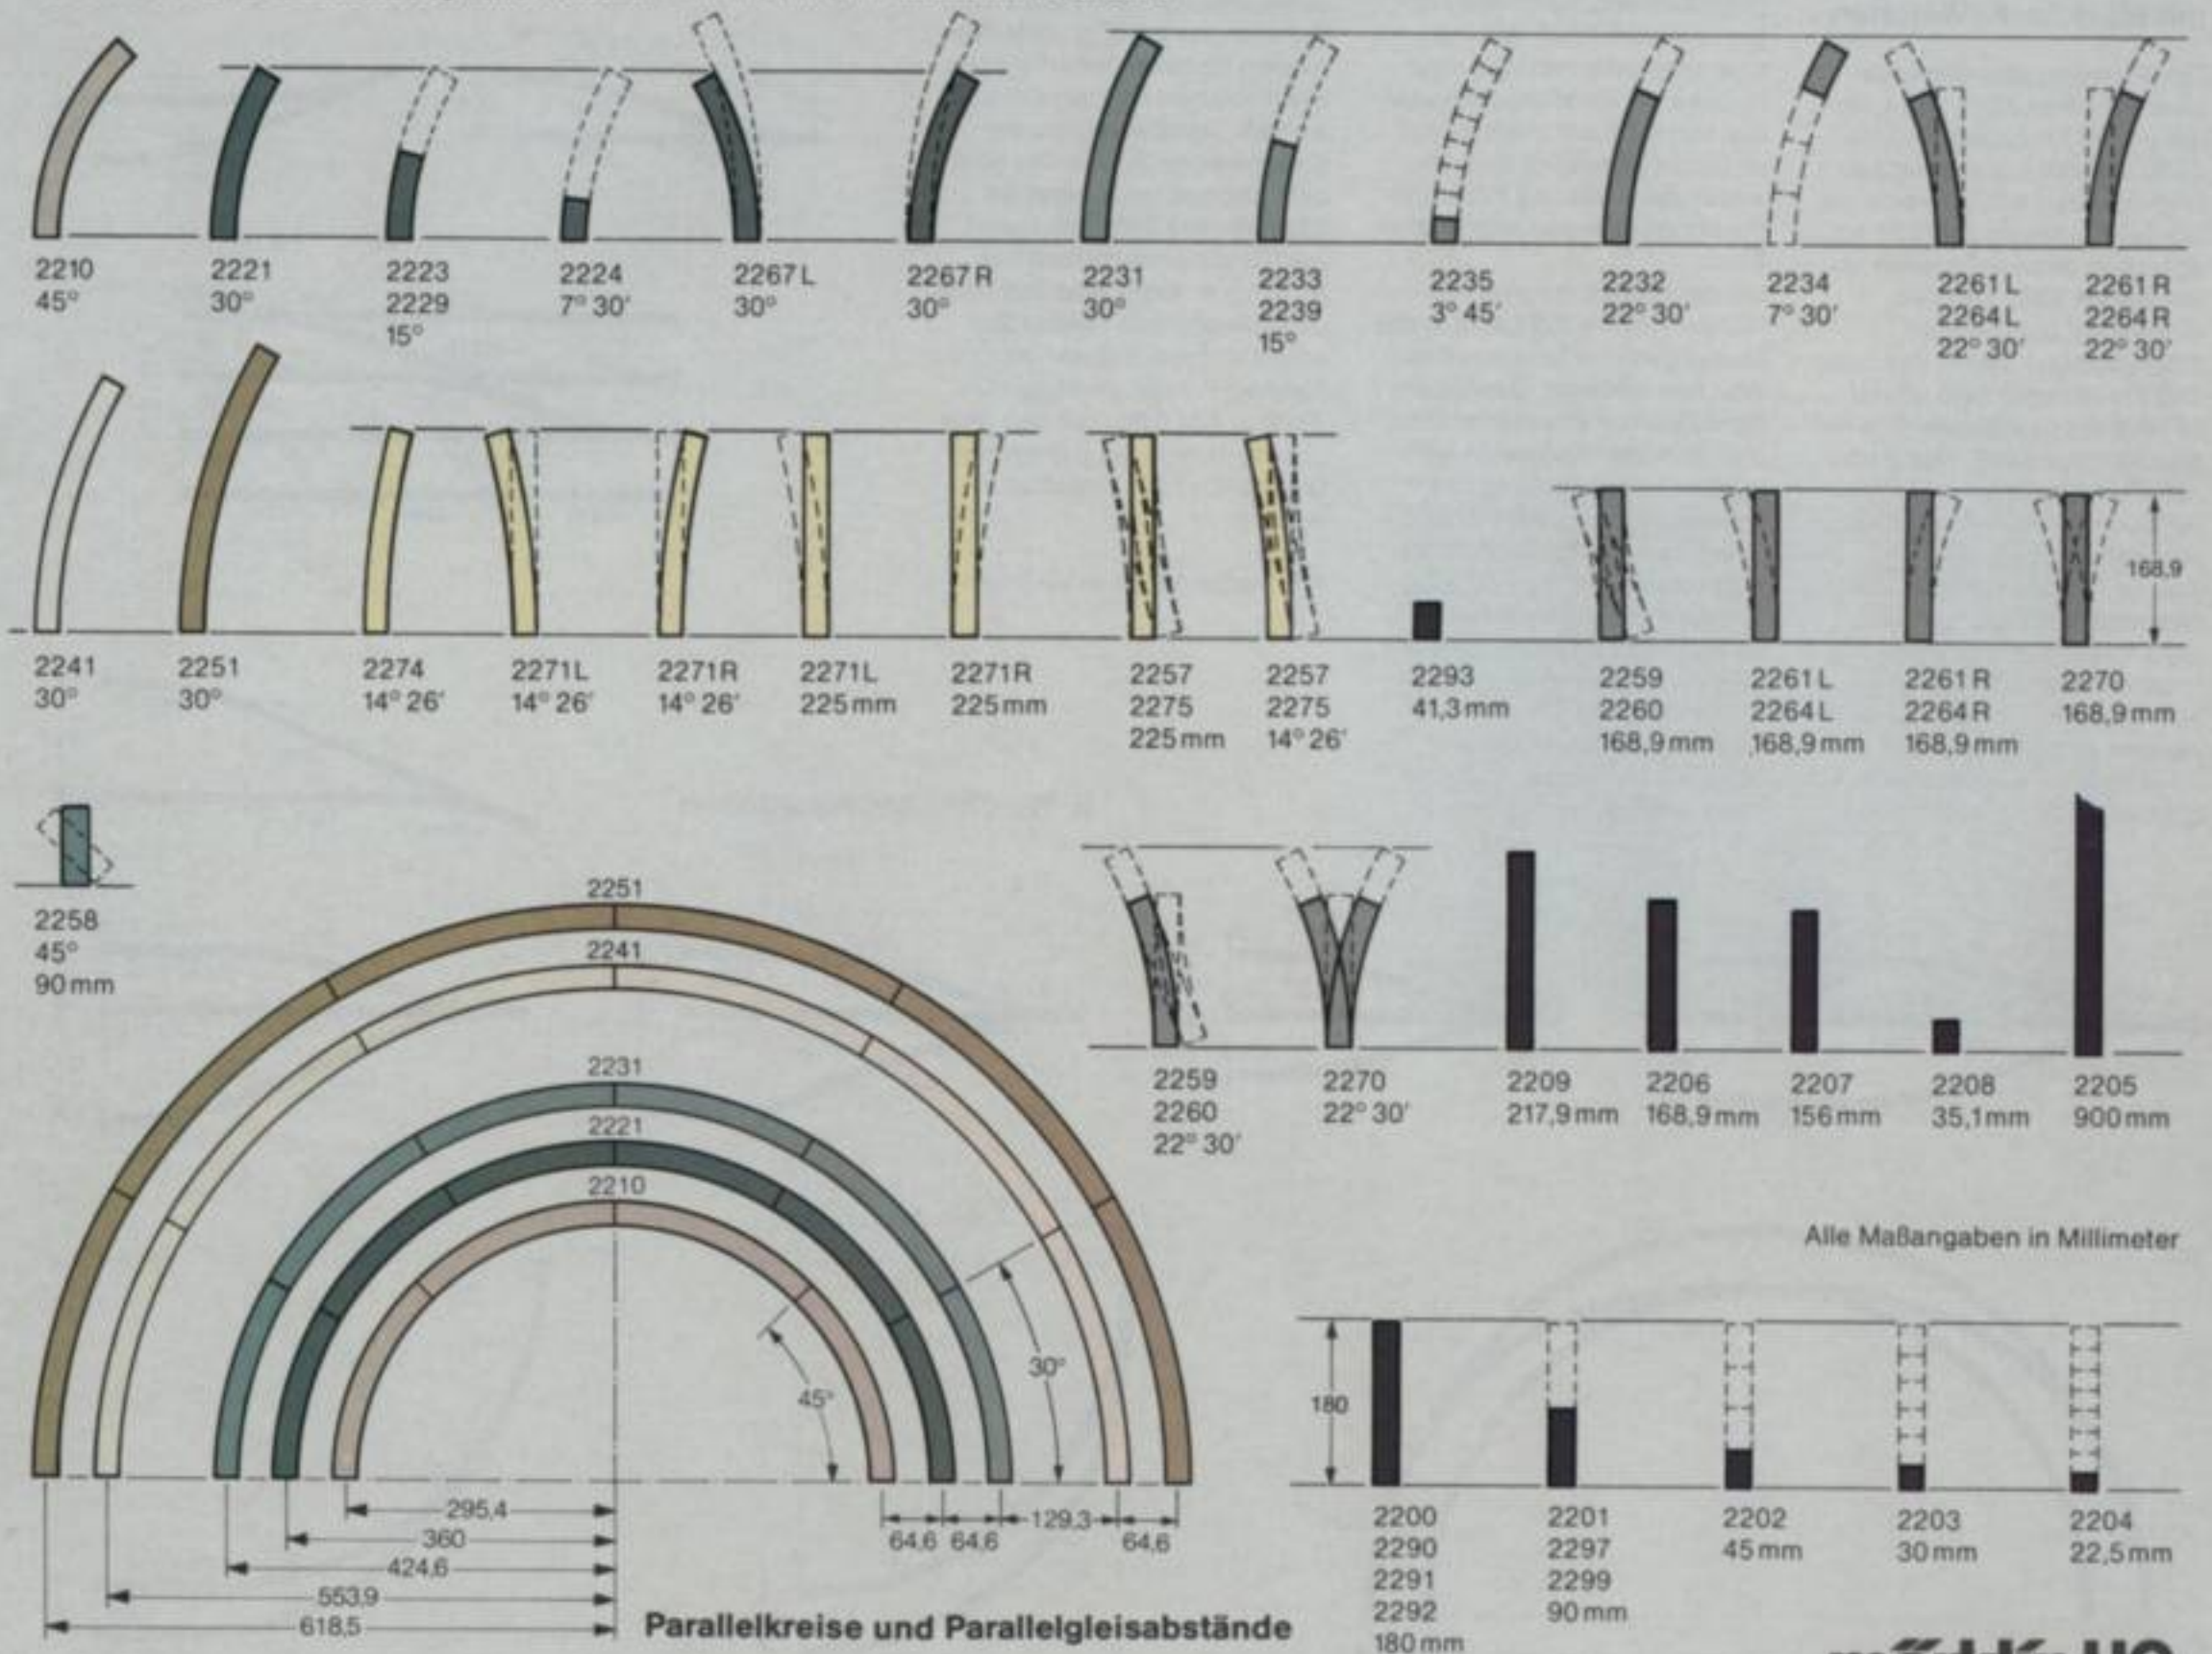 2210
45°
2221
30°
2223
2229
15°
2224
7° 30′
2267 L
30°
2267 R
30°
2231
30°
2233
2239
15°
2235
3° 45′
2232
22° 30′
2234
7° 30′
2261 L
2264 L
22° 30′
2261 R
2264 R
22° 30′
2241
30°
2251
30°
2274
14° 26′
2271L
14° 26′
2271R
14° 26′
2271L
225 mm
2271R
225 mm
2257
2275
225 mm
2257
2275
14° 26′
2293
41,3 mm
2259
2260
168,9 mm
2261 L
2264 L
168,9 mm
2261 R
2264 R
168,9 mm
2270
168,9 mm
168,9
2258
45°
90 mm
2251
2241
2231
2221
2210
45°
30°
295,4
360
424,6
553,9
618,5
64,6
64,6
129,3
64,6
Parallelkreise und Parallelgleisabstände
2259
2260
22° 30′
2270
22° 30′
2209
217,9 mm
2206
168,9 mm
2207
156 mm
2208
35,1 mm
2205
900 mm
Alle Maßangaben in Millimeter
180
2200
2290
2291
2292
180 mm
2201
2297
2299
90 mm
2202
45 mm
2203
30 mm
2204
22,5 mm